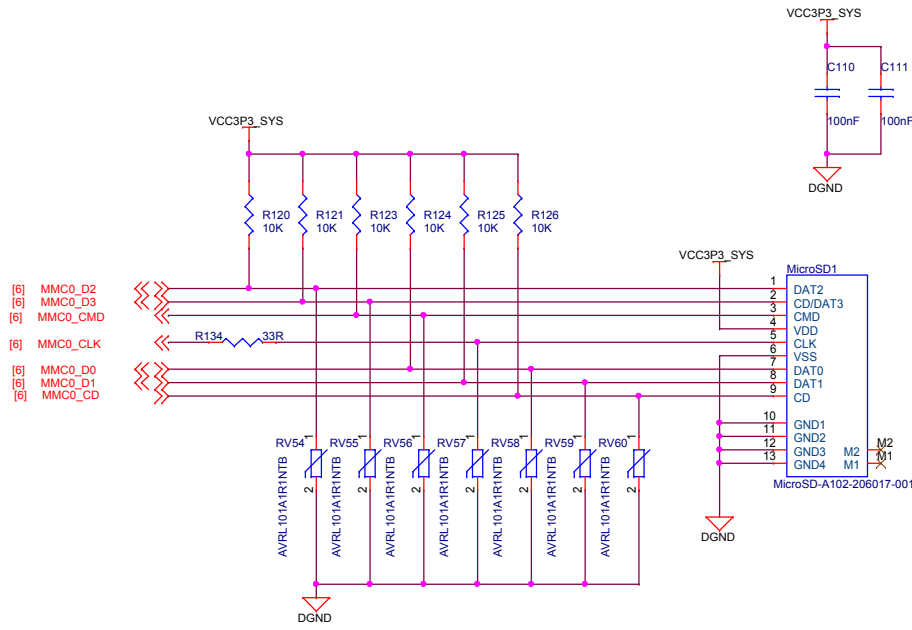 VCC3P3_SYS
C110
C111
100nF
100nF
DGND
VCC3P3_SYS
R120
10K
R121
10K
R123
10K
R124
10K
R125
10K
R126
10K
VCC3P3_SYS
MicroSD1
[6] MMC0_D2
[6] MMC0_D3
[6] MMC0_CMD
[6] MMC0_CLK
R134
33R
[6] MMC0_D0
[6] MMC0_D1
[6] MMC0_CD
1 DAT2
2 CD/DAT3
3 CMD
4 VDD
5 CLK
6 VSS
7 DAT0
8 DAT1
9 CD
10 GND1
11 GND2
12 GND3
13 GND4
M2 M2
M1 M1
MicroSD-A102-206017-001
DGND
RV54
AVRL101A1R1NTB
1
2
RV55
AVRL101A1R1NTB
1
2
RV56
AVRL101A1R1NTB
1
2
RV57
AVRL101A1R1NTB
1
2
RV58
AVRL101A1R1NTB
1
2
RV59
AVRL101A1R1NTB
1
2
RV60
AVRL101A1R1NTB
1
2
DGND